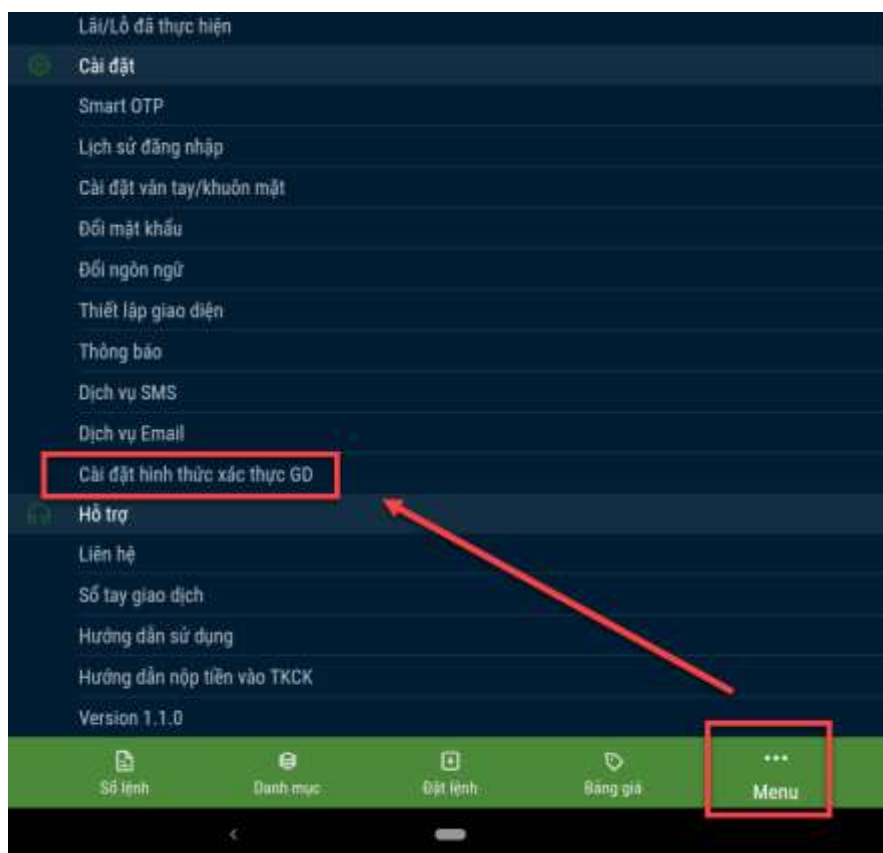 Lãi/Lỗ đã thực hiện
Cài đặt
Smart OTP
Lịch sử đăng nhập
Cài đặt vân tay/khuôn mặt
Đổi mật khẩu
Đổi ngôn ngữ
Thiết lập giao diện
Thông báo
Dịch vụ SMS
Dịch vụ Email
Cài đặt hình thức xác thực GD
Hỗ trợ
Liên hệ
Sổ tay giao dịch
Hướng dẫn sử dụng
Hướng dẫn nộp tiền vào TKCK
Version 1.1.0
Sổ lệnh Danh mục Đặt lệnh Bảng giá Menu